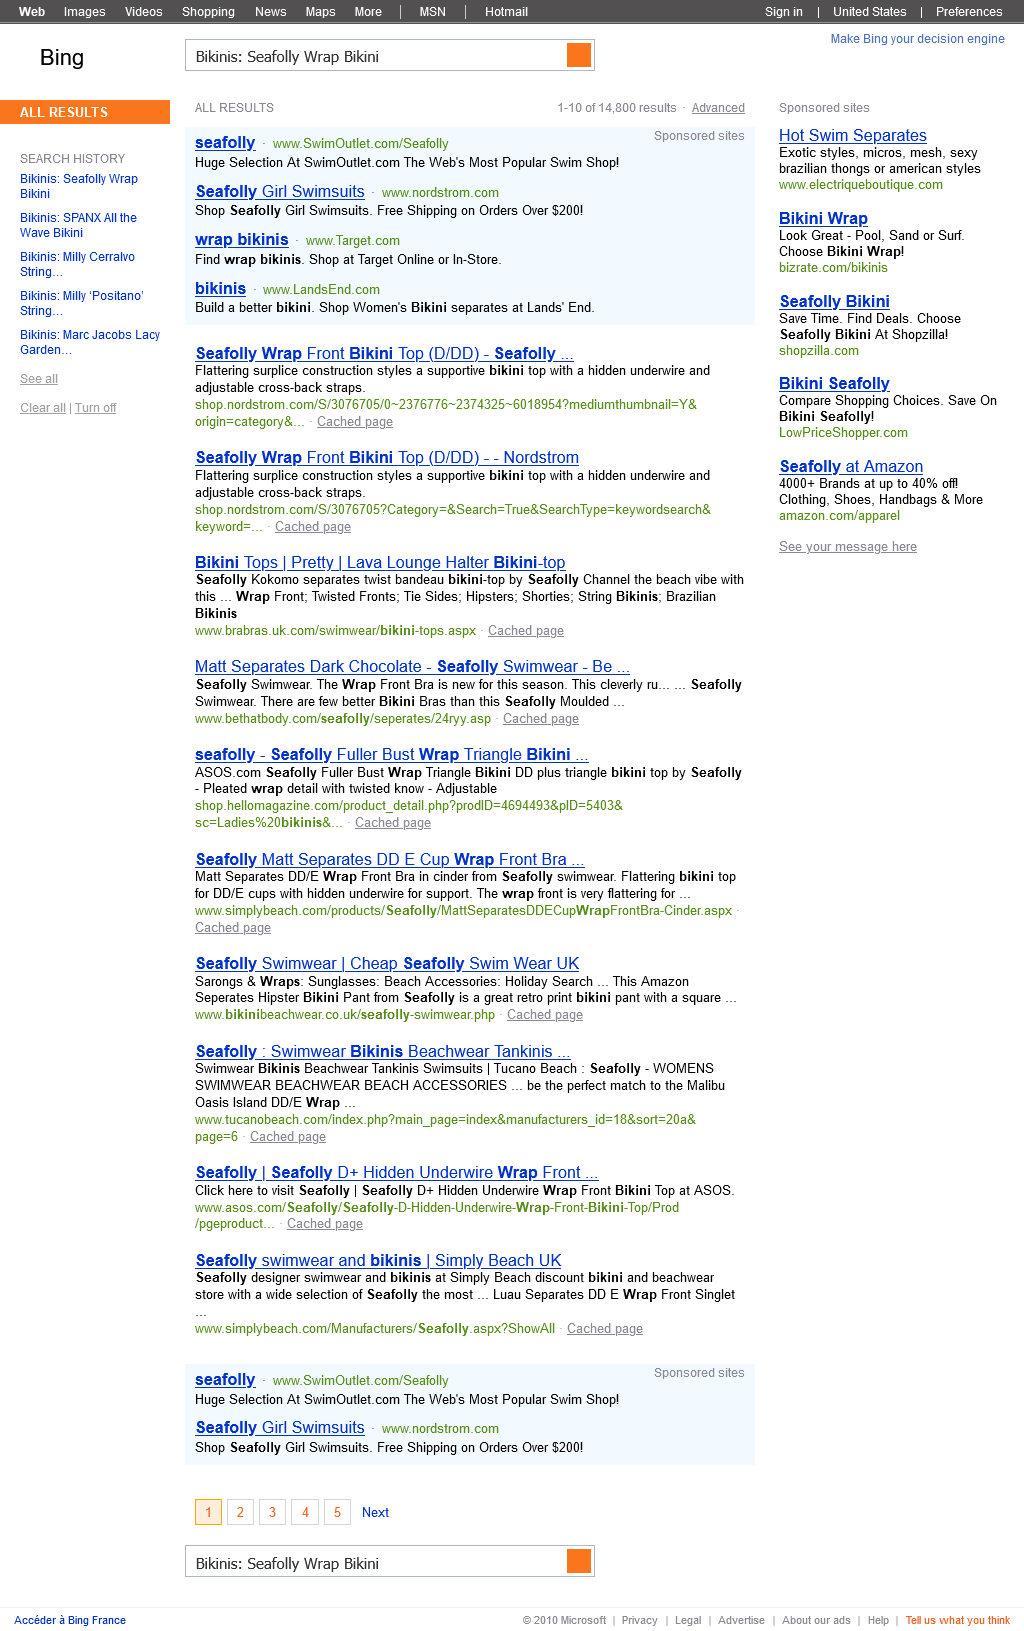 Web Images Videos Shopping News Maps More | MSN | Hotmail
Sign in | United States | Preferences
Make Bing your decision engine
Bing
Bikinis: Seafolly Wrap Bikini
ALL RESULTS
SEARCH HISTORY
Bikinis: Seafolly Wrap
Bikini
Bikinis: SPANX All the
Wave Bikini
Bikinis: Milly Cerralvo
String...
Bikinis: Milly ‘Positano’
String...
Bikinis: Marc Jacobs Lacy
Garden...
See all
Clear all | Turn off
ALL RESULTS
1-10 of 14,800 results · Advanced
Sponsored sites
seafolly · www.SwimOutlet.com/Seafolly
Huge Selection At SwimOutlet.com The Web's Most Popular Swim Shop!
Seafolly Girl Swimsuits · www.nordstrom.com
Shop Seafolly Girl Swimsuits. Free Shipping on Orders Over $200!
wrap bikinis · www.Target.com
Find wrap bikinis. Shop at Target Online or In-Store.
bikinis · www.LandsEnd.com
Build a better bikini. Shop Women's Bikini separates at Lands' End.
Seafolly Wrap Front Bikini Top (D/DD) - Seafolly ...
Flattering surplice construction styles a supportive bikini top with a hidden underwire and
adjustable cross-back straps.
shop.nordstrom.com/S/3076705/0~2376776~2374325~6018954?mediumthumbnail=Y&
origin=category&... · Cached page
Seafolly Wrap Front Bikini Top (D/DD) - - Nordstrom
Flattering surplice construction styles a supportive bikini top with a hidden underwire and
adjustable cross-back straps.
shop.nordstrom.com/S/3076705?Category=&Search=True&SearchType=keywordsearch&
keyword=... · Cached page
Bikini Tops | Pretty | Lava Lounge Halter Bikini-top
Seafolly Kokomo separates twist bandeau bikini-top by Seafolly Channel the beach vibe with
this ... Wrap Front; Twisted Fronts; Tie Sides; Hipsters; Shorties; String Bikinis; Brazilian
Bikinis
www.brabras.uk.com/swimwear/bikini-tops.aspx · Cached page
Matt Separates Dark Chocolate - Seafolly Swimwear - Be ...
Seafolly Swimwear. The Wrap Front Bra is new for this season. This cleverly ru... ... Seafolly
Swimwear. There are few better Bikini Bras than this Seafolly Moulded ...
www.bethatbody.com/seafolly/seperates/24ryy.asp · Cached page
seafolly - Seafolly Fuller Bust Wrap Triangle Bikini ...
ASOS.com Seafolly Fuller Bust Wrap Triangle Bikini DD plus triangle bikini top by Seafolly
- Pleated wrap detail with twisted know - Adjustable
shop.hellomagazine.com/product_detail.php?prodID=4694493&pID=5403&
sc=Ladies%20bikinis&... · Cached page
Seafolly Matt Separates DD E Cup Wrap Front Bra ...
Matt Separates DD/E Wrap Front Bra in cinder from Seafolly swimwear. Flattering bikini top
for DD/E cups with hidden underwire for support. The wrap front is very flattering for ...
www.simplybeach.com/products/Seafolly/MattSeparatesDDECupWrapFrontBra-Cinder.aspx ·
Cached page
Seafolly Swimwear | Cheap Seafolly Swim Wear UK
Sarongs & Wraps: Sunglasses: Beach Accessories: Holiday Search ... This Amazon
Seperates Hipster Bikini Pant from Seafolly is a great retro print bikini pant with a square ...
www.bikinibeachwear.co.uk/seafolly-swimwear.php · Cached page
Seafolly : Swimwear Bikinis Beachwear Tankinis ...
Swimwear Bikinis Beachwear Tankinis Swimsuits | Tucano Beach : Seafolly - WOMENS
SWIMWEAR BEACHWEAR BEACH ACCESSORIES ... be the perfect match to the Malibu
Oasis Island DD/E Wrap ...
www.tucanobeach.com/index.php?main_page=index&manufacturers_id=18&sort=20a&
page=6 · Cached page
Seafolly | Seafolly D+ Hidden Underwire Wrap Front ...
Click here to visit Seafolly | Seafolly D+ Hidden Underwire Wrap Front Bikini Top at ASOS.
www.asos.com/Seafolly/Seafolly-D-Hidden-Underwire-Wrap-Front-Bikini-Top/Prod
/pgeproduct... · Cached page
Seafolly swimwear and bikinis | Simply Beach UK
Seafolly designer swimwear and bikinis at Simply Beach discount bikini and beachwear
store with a wide selection of Seafolly the most ... Luau Separates DD E Wrap Front Singlet
...
www.simplybeach.com/Manufacturers/Seafolly.aspx?ShowAll · Cached page
Sponsored sites
seafolly · www.SwimOutlet.com/Seafolly
Huge Selection At SwimOutlet.com The Web's Most Popular Swim Shop!
Seafolly Girl Swimsuits · www.nordstrom.com
Shop Seafolly Girl Swimsuits. Free Shipping on Orders Over $200!
1 2 3 4 5 Next
Bikinis: Seafolly Wrap Bikini
Sponsored sites
Hot Swim Separates
Exotic styles, micros, mesh, sexy
brazilian thongs or american styles
www.electriqueboutique.com
Bikini Wrap
Look Great - Pool, Sand or Surf.
Choose Bikini Wrap!
bizrate.com/bikinis
Seafolly Bikini
Save Time. Find Deals. Choose
Seafolly Bikini At Shopzilla!
shopzilla.com
Bikini Seafolly
Compare Shopping Choices. Save On
Bikini Seafolly!
LowPriceShopper.com
Seafolly at Amazon
4000+ Brands at up to 40% off!
Clothing, Shoes, Handbags & More
amazon.com/apparel
See your message here
Accéder à Bing France
© 2010 Microsoft | Privacy | Legal | Advertise | About our ads | Help | Tell us what you think